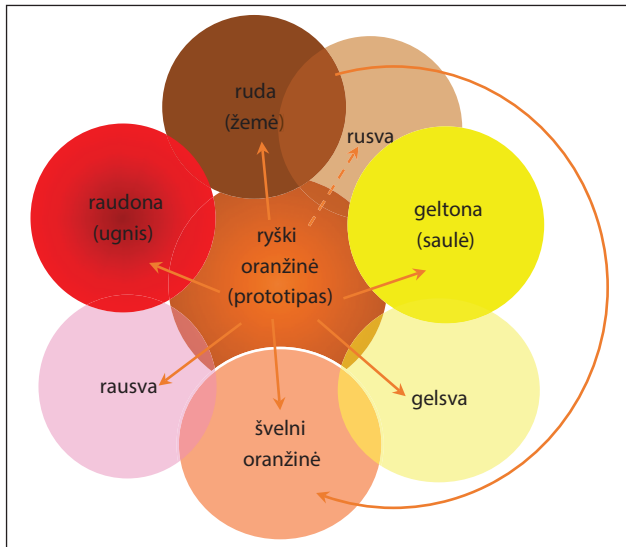 ruda
(žemė)
rusva
raudona
(ugnis)
geltona
(saulė)
ryški
oranžinė
(prototipas)
rausva
gelsva
švelni
oranžinė